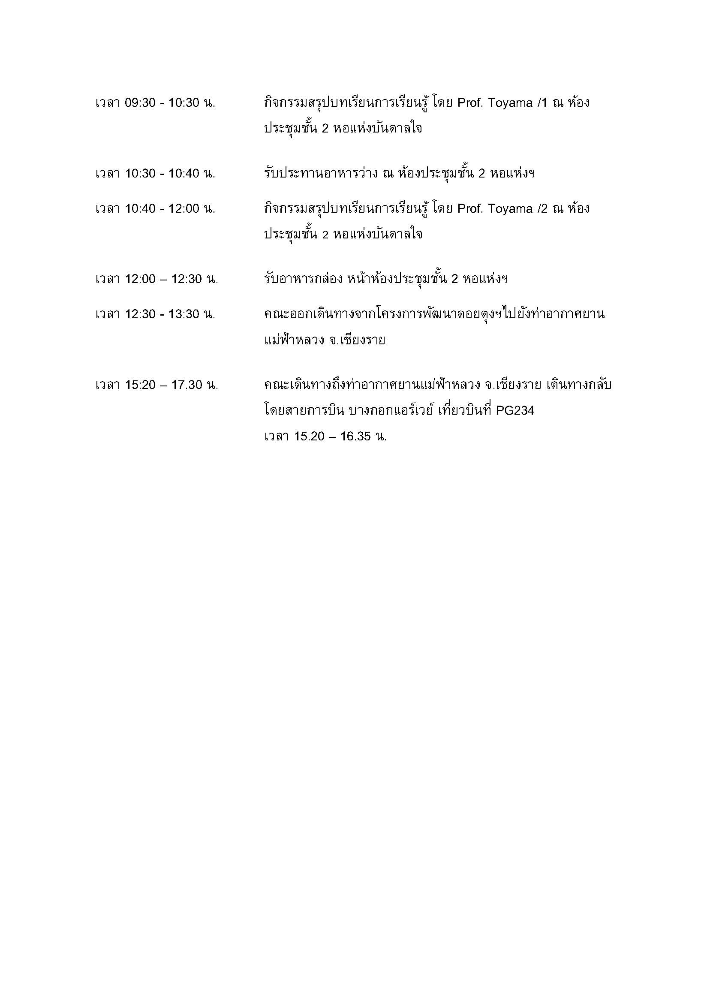 เวลา 09:30 - 10:30 น. กิจกรรมสรุปบทเรียนการเรียนรู้ โดย Prof. Toyama /1 ณ ห้อง
ประชุมชั้น 2 หอแห่งบันดาลใจ
เวลา 10:30 - 10:40 น. รับประทานอาหารว่าง ณ ห้องประชุมชั้น 2 หอแห่งฯ
เวลา 10:40 - 12:00 น. กิจกรรมสรุปบทเรียนการเรียนรู้ โดย Prof. Toyama /2 ณ ห้อง
ประชุมชั้น 2 หอแห่งบันดาลใจ
เวลา 12:00 – 12:30 น. รับอาหารกล่อง หน้าห้องประชุมชั้น 2 หอแห่งฯ
เวลา 12:30 - 13:30 น. คณะออกเดินทางจากโครงการพัฒนาดอยตุงฯไปยังท่าอากาศยาน
แม่ฟ้าหลวง จ.เชียงราย
เวลา 15:20 – 17.30 น. คณะเดินทางถึงท่าอากาศยานแม่ฟ้าหลวง จ.เชียงราย เดินทางกลับ
โดยสายการบิน บางกอกแอร์เวย์ เที่ยวบินที่ PG234
เวลา 15.20 – 16.35 น.